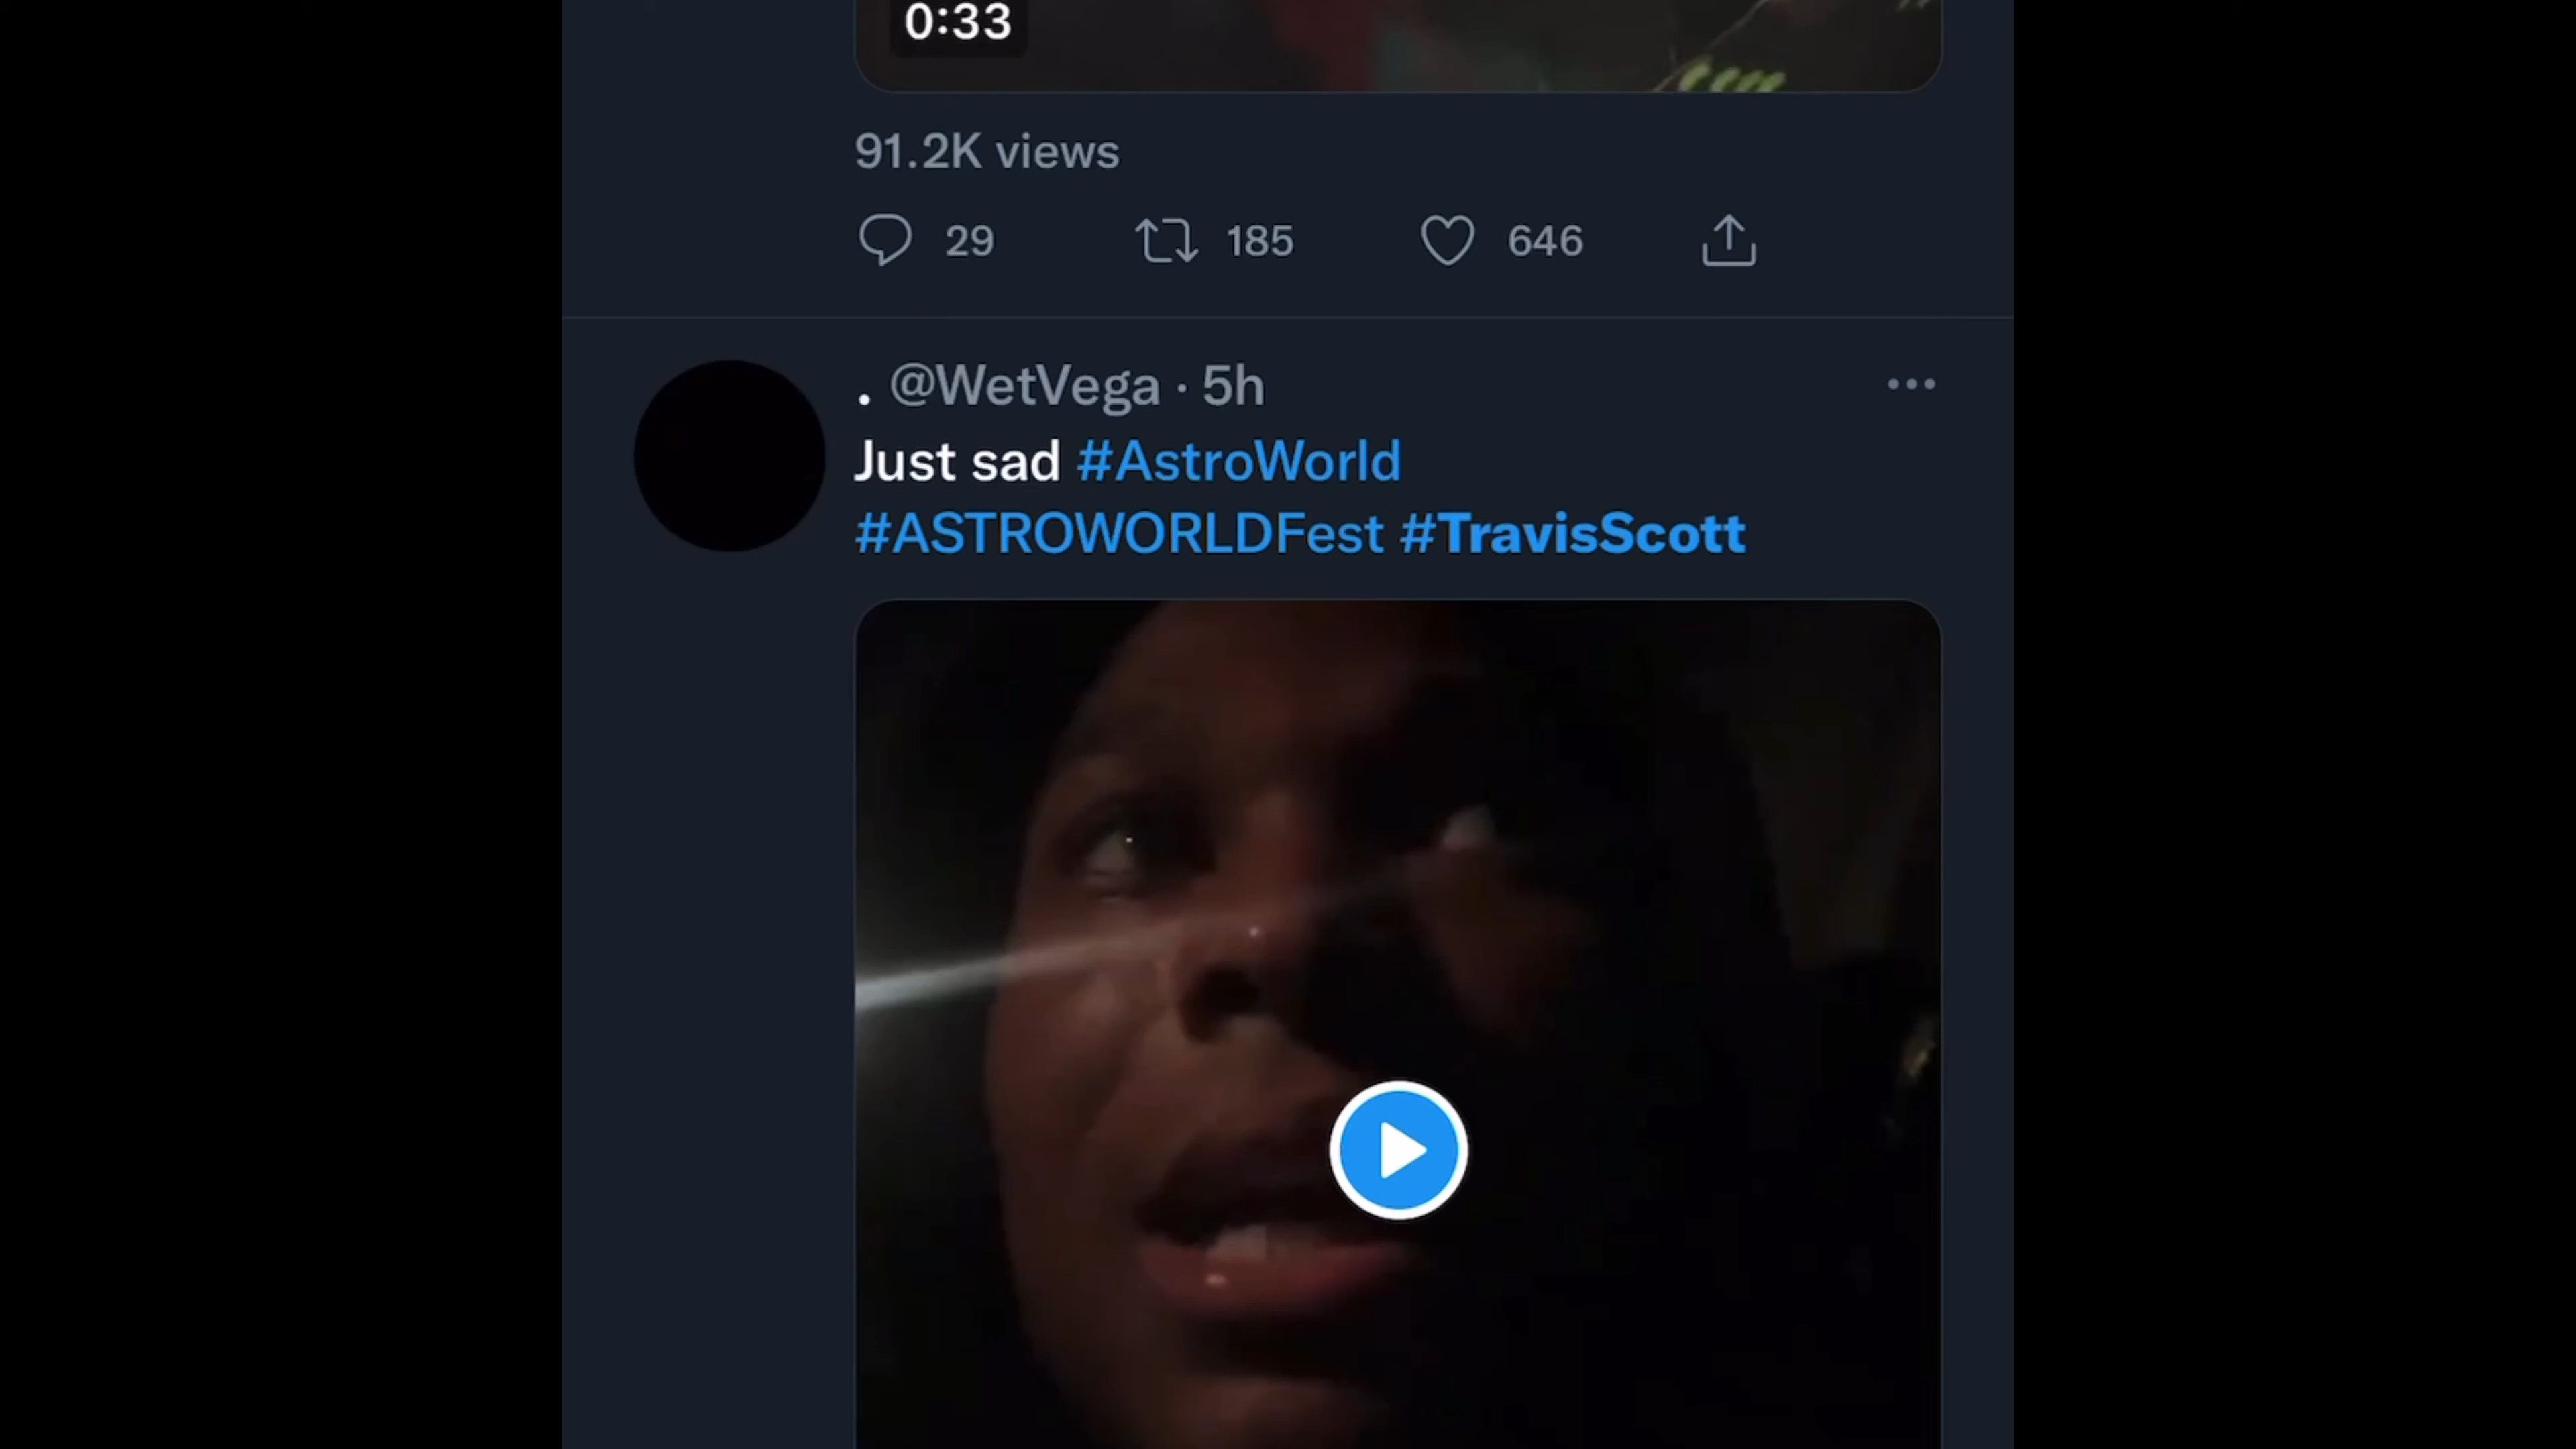 0:33
91.2K views
29 185 646
. @WetVega · 5h
Just sad #AstroWorld
#ASTROWORLDFest #TravisScott